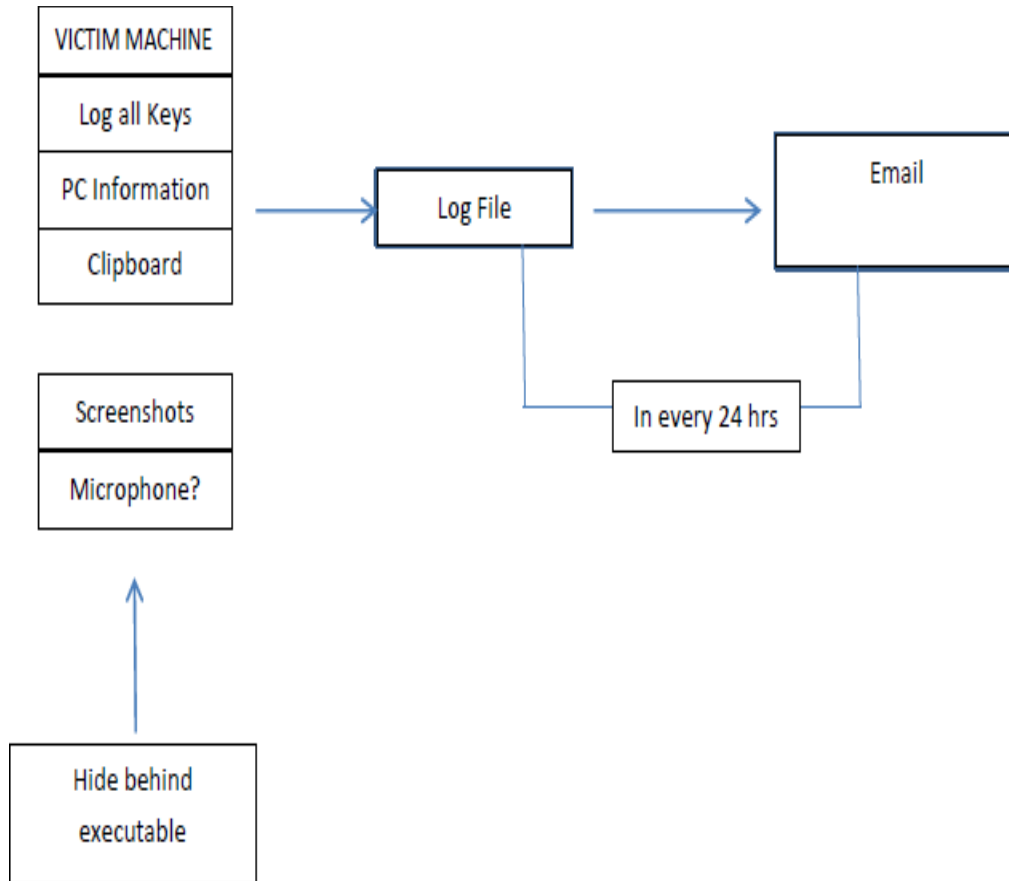 VICTIM MACHINE
Log all Keys
PC Information
Clipboard
Screenshots
Microphone?
Hide behind
executable
Log File
Email
In every 24 hrs